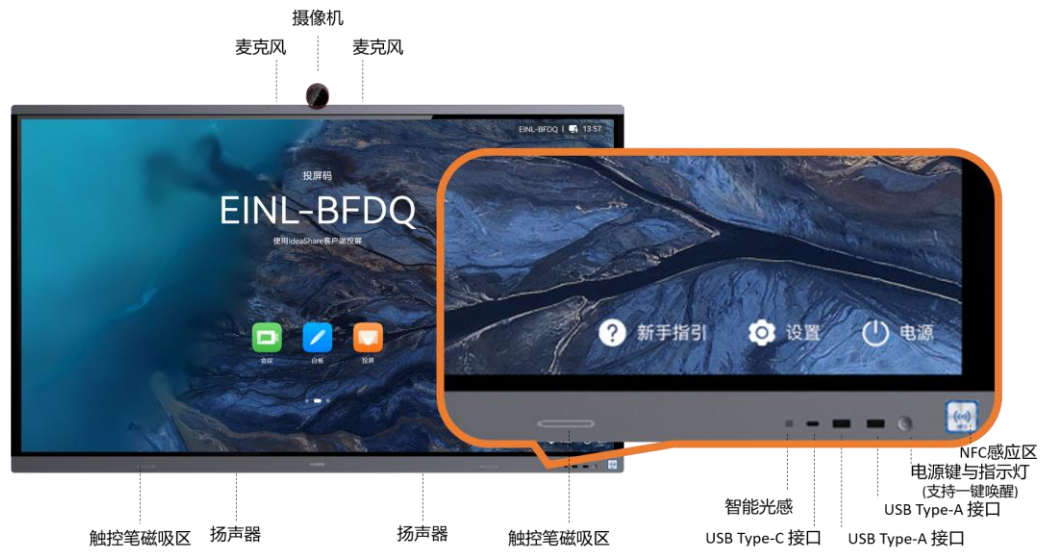 摄像机
麦克风 麦克风
EINL-BFDQ 13:57
投屏码
EINL-BFDQ
使用IdeaShare客户端投屏
会议 白板 投屏
新手指引 设置 电源
NFC感应区
电源键与指示灯
(支持一键唤醒)
智能光感 USB Type-A 接口
触控笔磁吸区 扬声器 扬声器 触控笔磁吸区 USB Type-C 接口 USB Type-A 接口